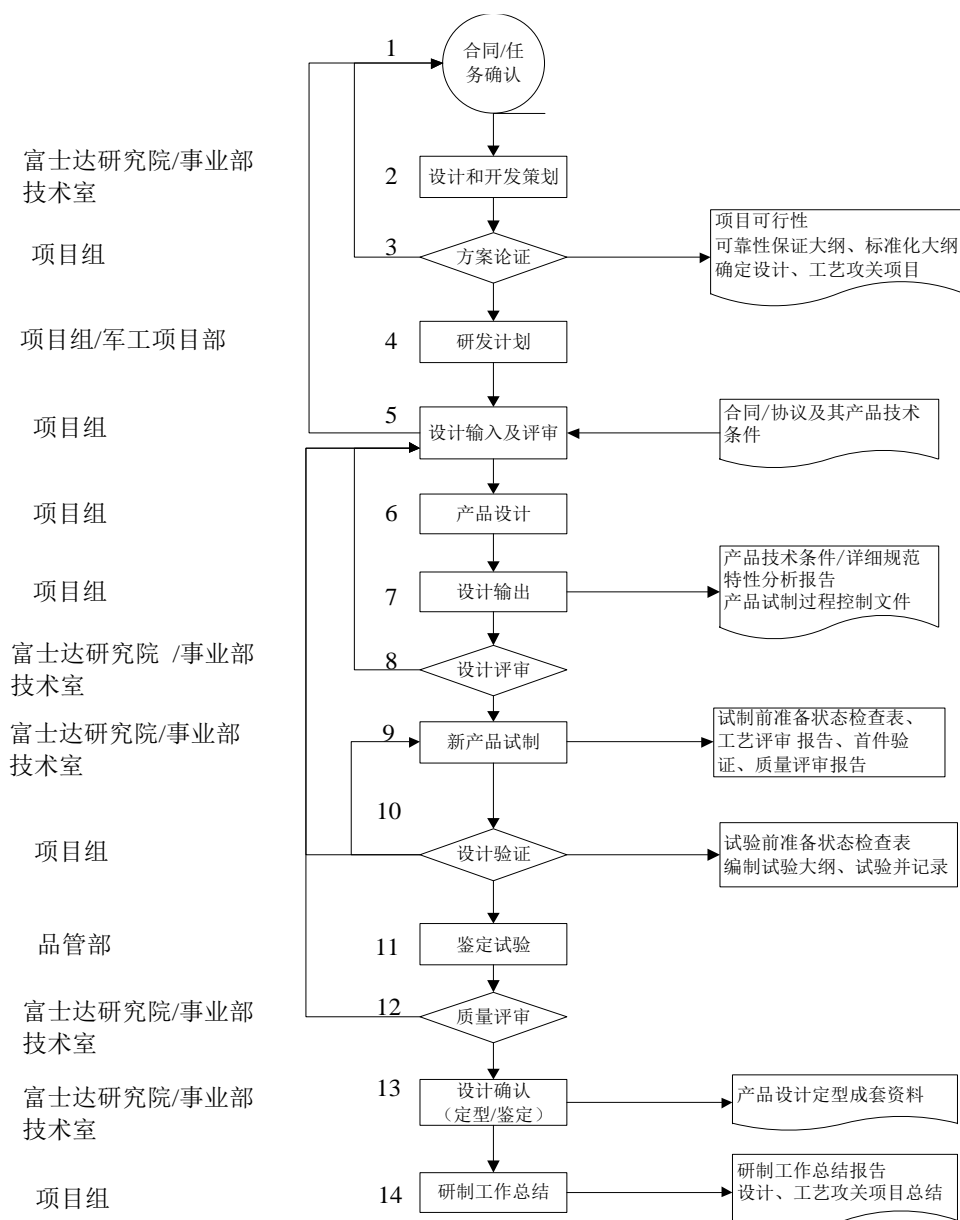 1
合同/任
务确认
富士达研究院/事业部
技术室
2
设计和开发策划
项目组
3
方案论证
项目可行性
可靠性保证大纲、标准化大纲
确定设计、工艺攻关项目
项目组/军工项目部
4
研发计划
项目组
5
设计输入及评审
合同/协议及其产品技术
条件
项目组
6
产品设计
项目组
7
设计输出
产品技术条件/详细规范
特性分析报告
产品试制过程控制文件
富士达研究院 /事业部
技术室
8
设计评审
富士达研究院/事业部
技术室
9
新产品试制
试制前准备状态检查表、
工艺评审 报告、首件验
证、质量评审报告
10
项目组
设计验证
试验前准备状态检查表
编制试验大纲、试验并记录
品管部
11
鉴定试验
富士达研究院/事业部
技术室
12
质量评审
富士达研究院/事业部
技术室
13
设计确认
（定型/鉴定）
产品设计定型成套资料
项目组
14
研制工作总结
研制工作总结报告
设计、工艺攻关项目总结